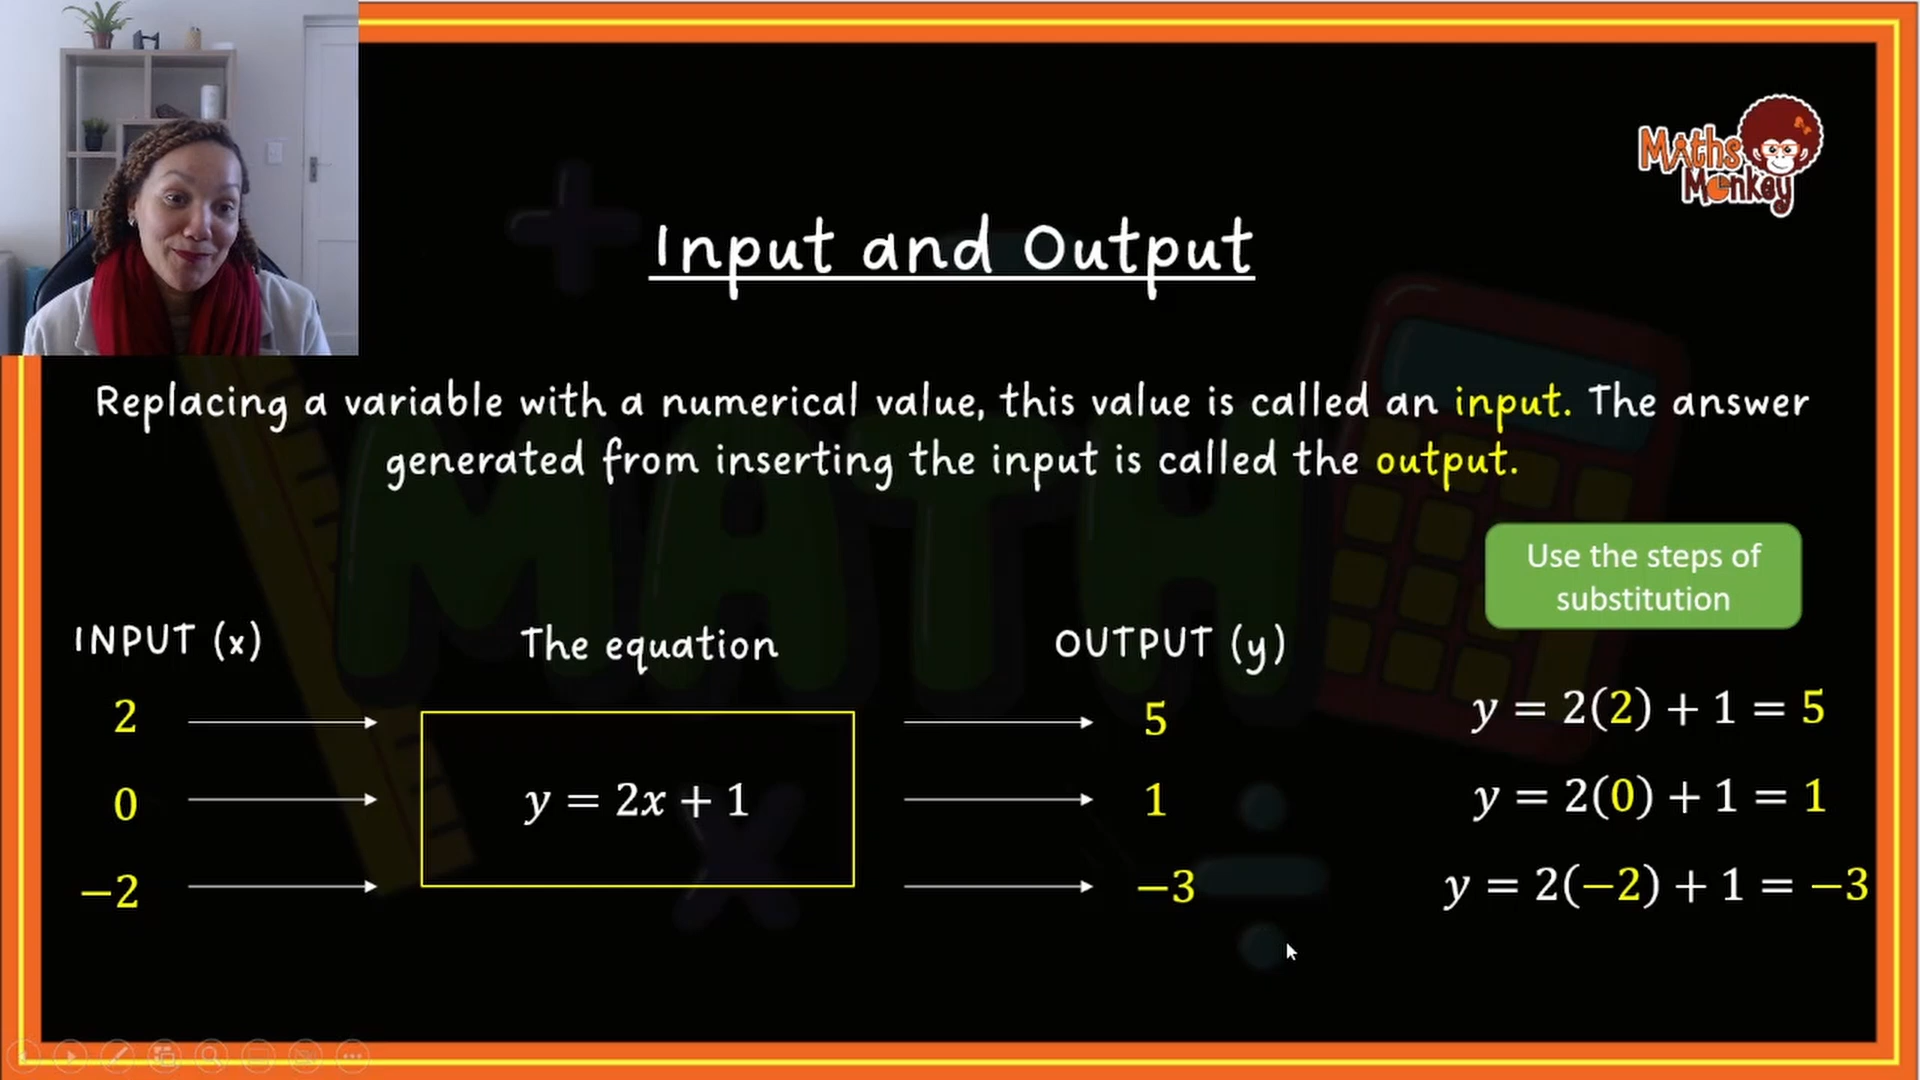 Maths
Monkey
Input and Output
Replacing a variable with a numerical value, this value is called an input. The answer
generated from inserting the input is called the output.
Use the steps of
substitution
INPUT (x)
The equation
OUTPUT (y)
2
5
y = 2(2) + 1 = 5
0
y = 2x + 1
1
y = 2(0) + 1 = 1
−2
−3
y = 2(−2) + 1 = −3
MATH